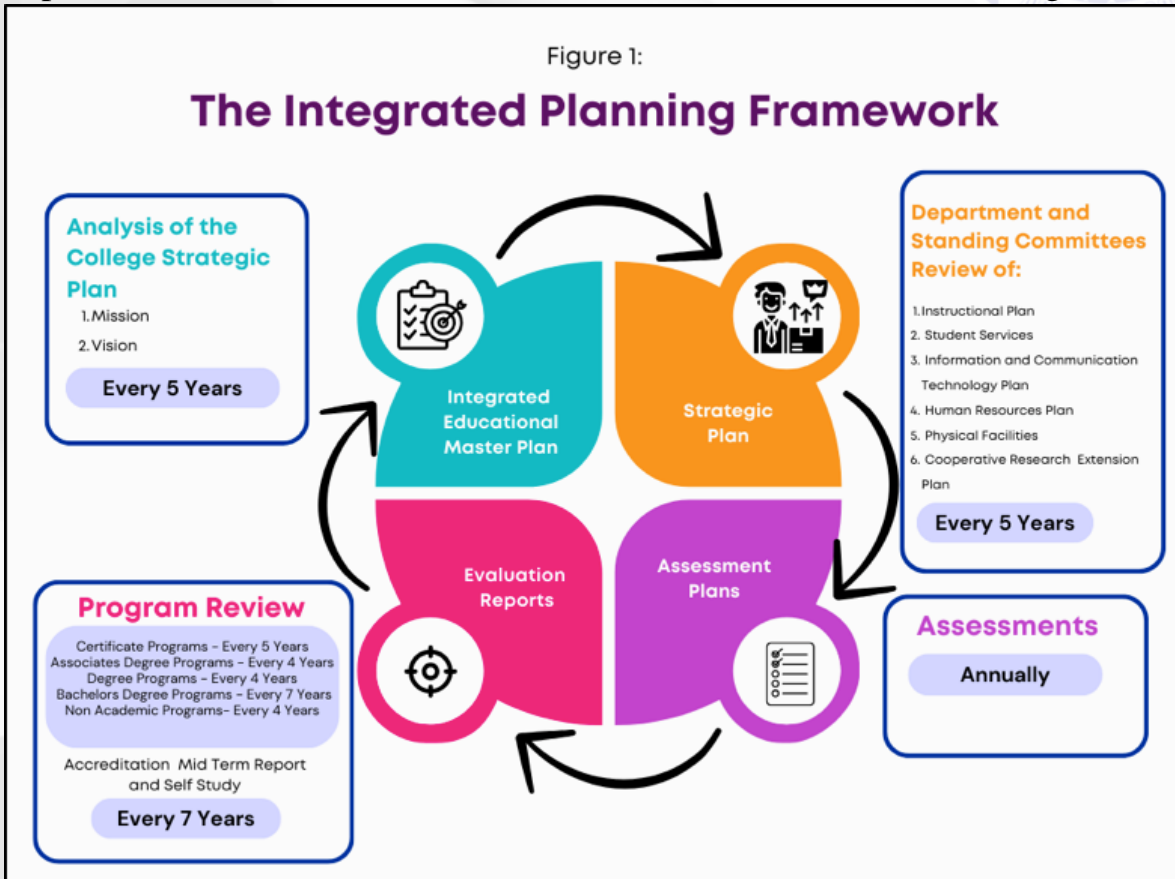 Figure 1:
The Integrated Planning Framework
Analysis of the
College Strategic
Plan
1. Mission
2. Vision
Every 5 Years
Integrated
Educational
Master Plan
Strategic
Plan
Department and
Standing Committees
Review of:
1. Instructional Plan
2. Student Services
3. Information and Communication
Technology Plan
4. Human Resources Plan
5. Physical Facilities
6. Cooperative Research Extension
Plan
Every 5 Years
Program Review
Certificate Programs - Every 5 Years
Associates Degree Programs - Every 4 Years
Degree Programs - Every 4 Years
Bachelors Degree Programs - Every 7 Years
Non Academic Programs- Every 4 Years
Accreditation Mid Term Report
and Self Study
Every 7 Years
Evaluation
Reports
Assessment
Plans
Assessments
Annually